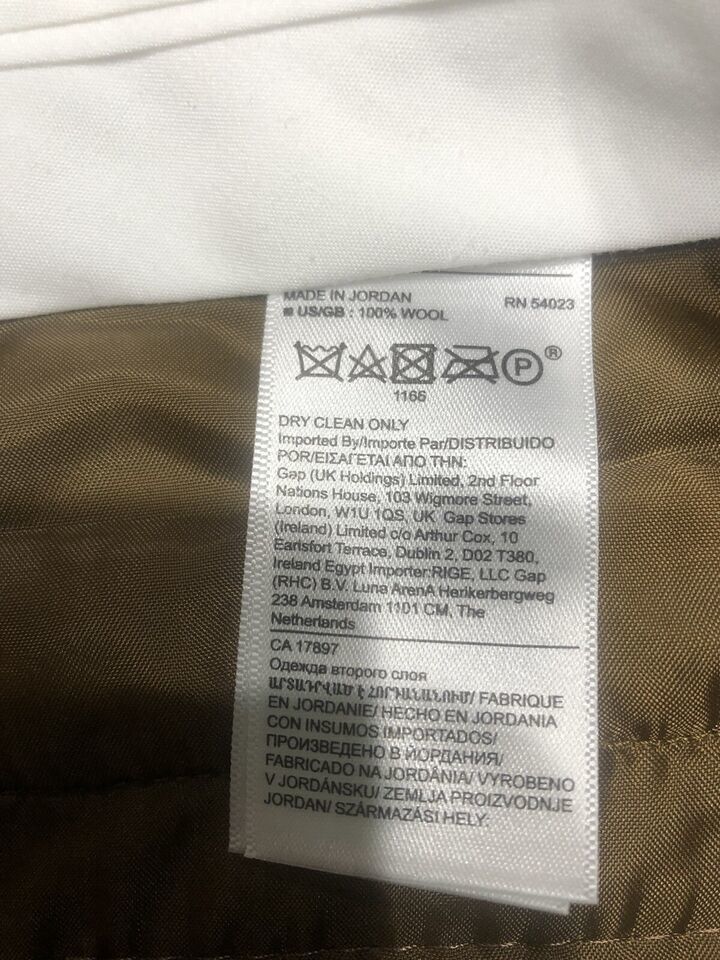 MADE IN JORDAN
RN 54023
US/GB : 100% WOOL
P ®
1166
DRY CLEAN ONLY
Imported By/Importe Par/DISTRIBUIDO
POR/ΕΙΣΑΓΕΤΑΙ ΑΠΟ ΤΗΝ:
Gap (UK Holdings) Limited, 2nd Floor
Nations House, 103 Wigmore Street,
London, W1U 1QS, UK Gap Stores
(Ireland) Limited c/o Arthur Cox, 10
Earlsfort Terrace, Dublin 2, D02 T380,
Ireland Egypt Importer:RIGE, LLC Gap
(RHC) B.V. Luna ArenA Herikerbergweg
238 Amsterdam 1101 CM, The
Netherlands
CA 17897
Одежда второго слоя
ԱՐՏԱԴՐՎԱԾ Է ՀՈՐԴԱՆԱՆՈՒՄ/ FABRIQUE
EN JORDANIE/ HECHO EN JORDANIA
CON INSUMOS IMPORTADOS/
ПРОИЗВЕДЕНО В ИОРДАНИЯ/
FABRICADO NA JORDÂNIA/ VYROBENO
V JORDÁNSKU/ ZEMLJA PROIZVODNJE
JORDAN/ SZÁRMAZÁSI HELY: